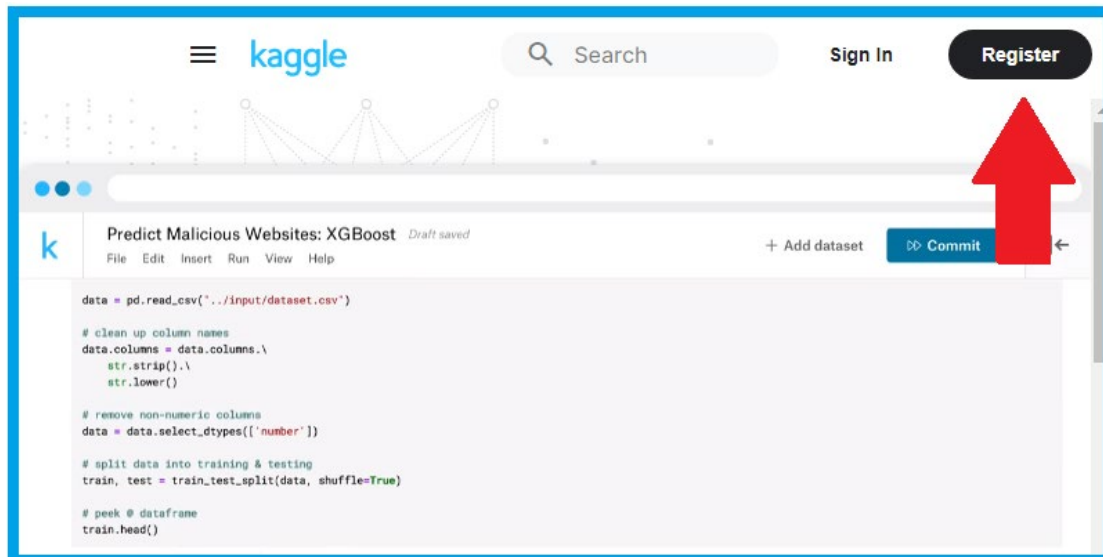 kaggle Search Sign In Register
Predict Malicious Websites: XGBoost Draft saved
File Edit Insert Run View Help
+ Add dataset Commit
k
data = pd.read_csv('../input/dataset.csv')
# clean up column names
data.columns = data.columns.\
    str.strip().\
    str.lower()
# remove non-numeric columns
data = data.select_dtypes(['number'])
# split data into training & testing
train, test = train_test_split(data, shuffle=True)
# peek @ dataframe
train.head()